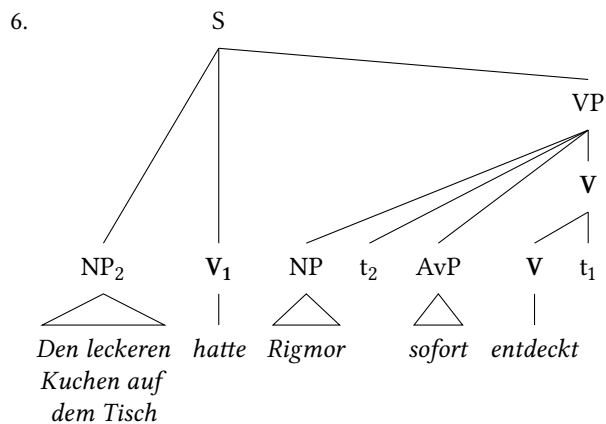 6.
S
VP
V
NP₂ V₁ NP t₂ AvP V t₁
Den leckeren hatte Rigmor sofort entdeckt
Kuchen auf
dem Tisch